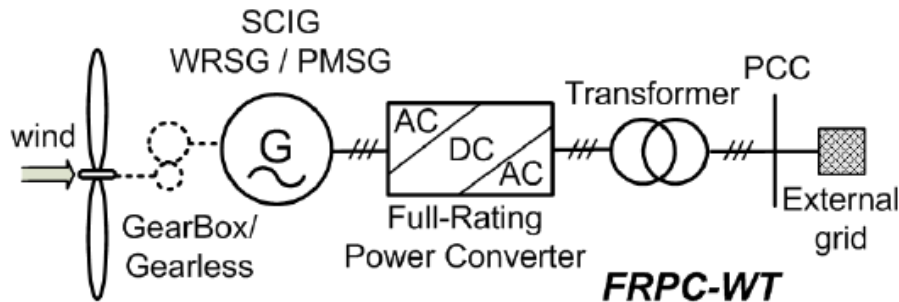 SCIG
WRSG / PMSG
wind
G
GearBox/
Gearless
AC
DC
AC
Full-Rating
Power Converter
Transformer
PCC
External
grid
FRPC-WT